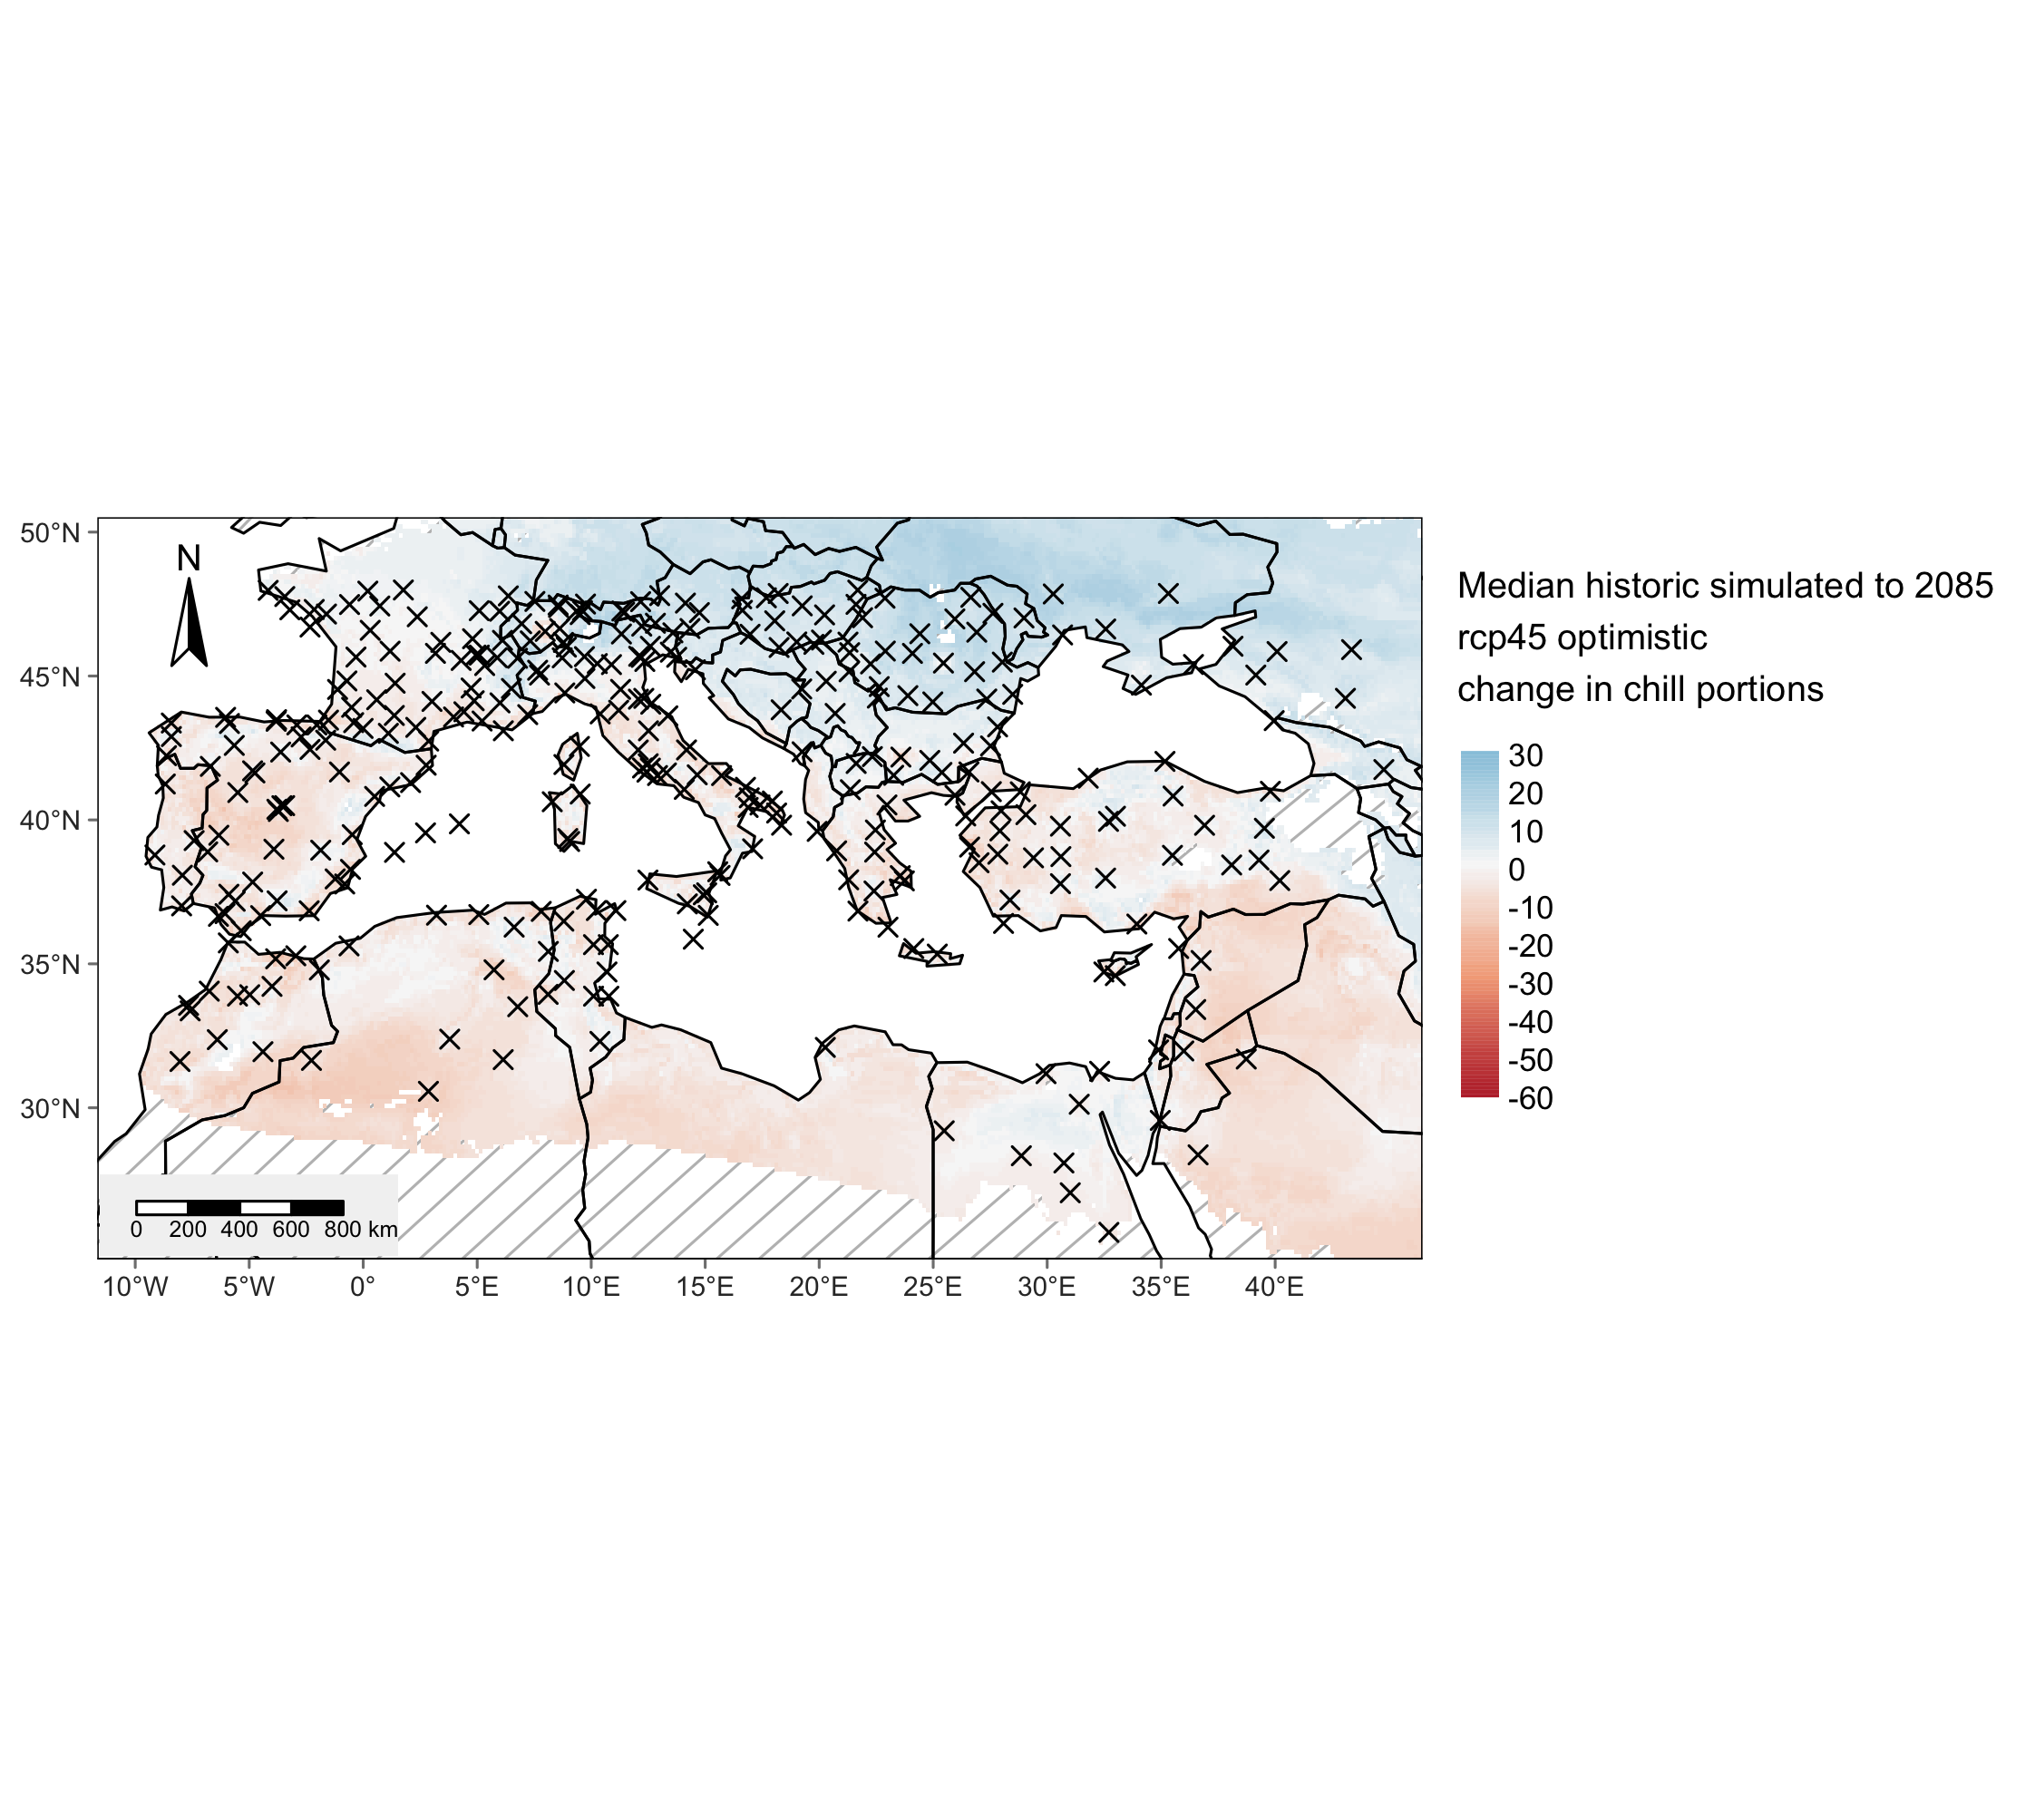 50°N
45°N
40°N
35°N
30°N
N
0 200 400 600 800 km
10°W 5°W 0° 5°E 10°E 15°E 20°E 25°E 30°E 35°E 40°E
Median historic simulated to 2085
rcp45 optimistic
change in chill portions
30
20
10
0
-10
-20
-30
-40
-50
-60